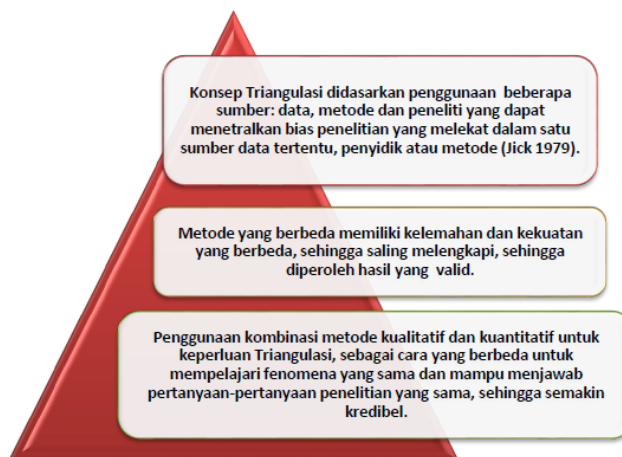 Konsep Triangulasi didasarkan penggunaan beberapa
sumber: data, metode dan peneliti yang dapat
menetralkan bias penelitian yang melekat dalam satu
sumber data tertentu, penyidik atau metode (Jick 1979).
Metode yang berbeda memiliki kelemahan dan kekuatan
yang berbeda, sehingga saling melengkapi, sehingga
diperoleh hasil yang valid.
Penggunaan kombinasi metode kualitatif dan kuantitatif untuk
keperluan Triangulasi, sebagai cara yang berbeda untuk
mempelajari fenomena yang sama dan mampu menjawab
pertanyaan-pertanyaan penelitian yang sama, sehingga semakin
kredibel.